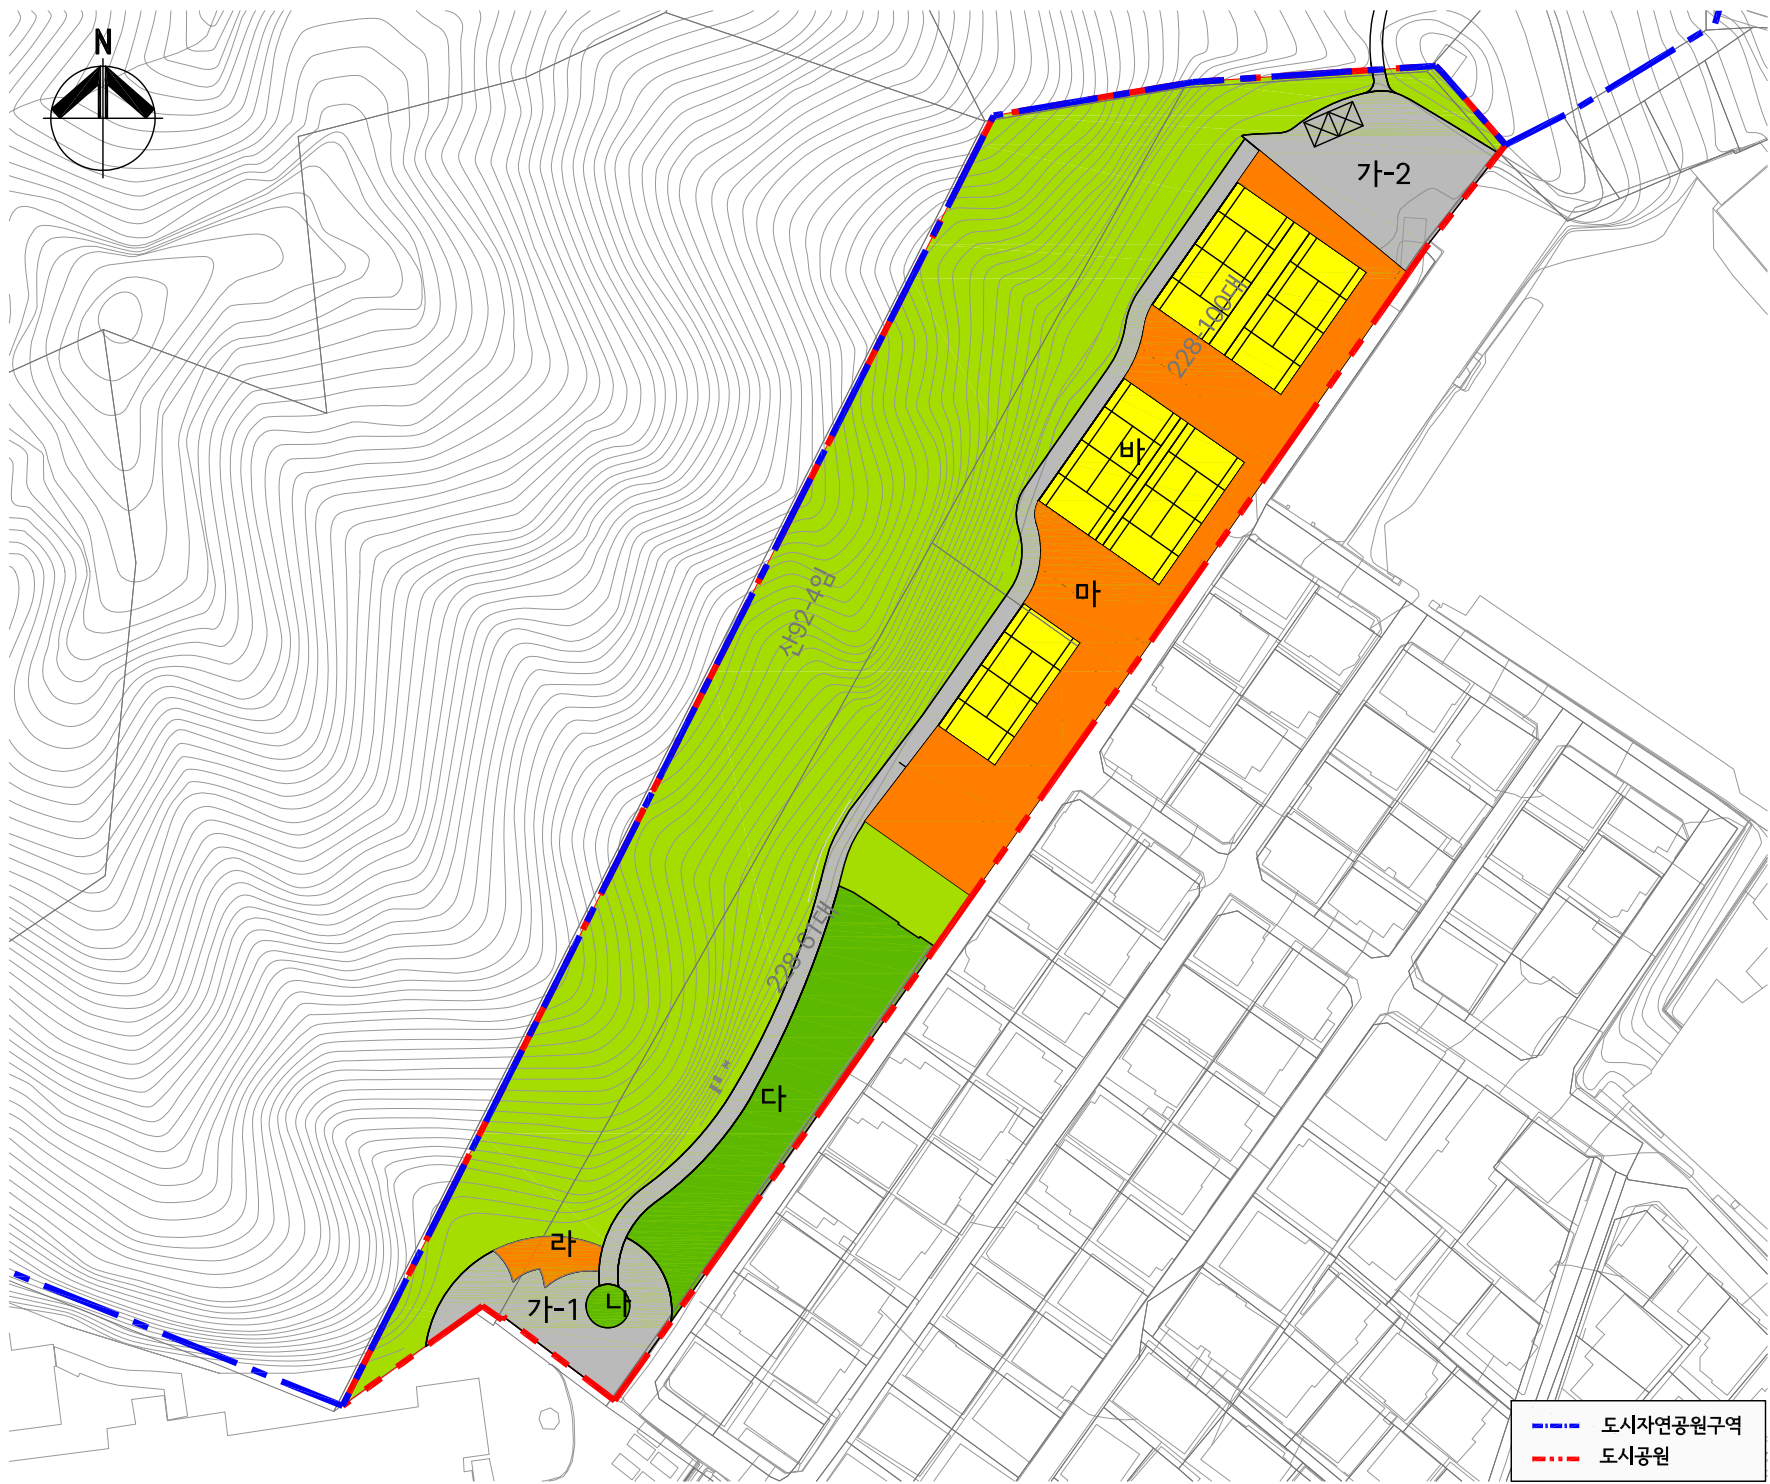 N
가-2
228-100대
바
마
산92-4임
228-81대
다
라
가-1
나
도시자연공원구역
도시공원